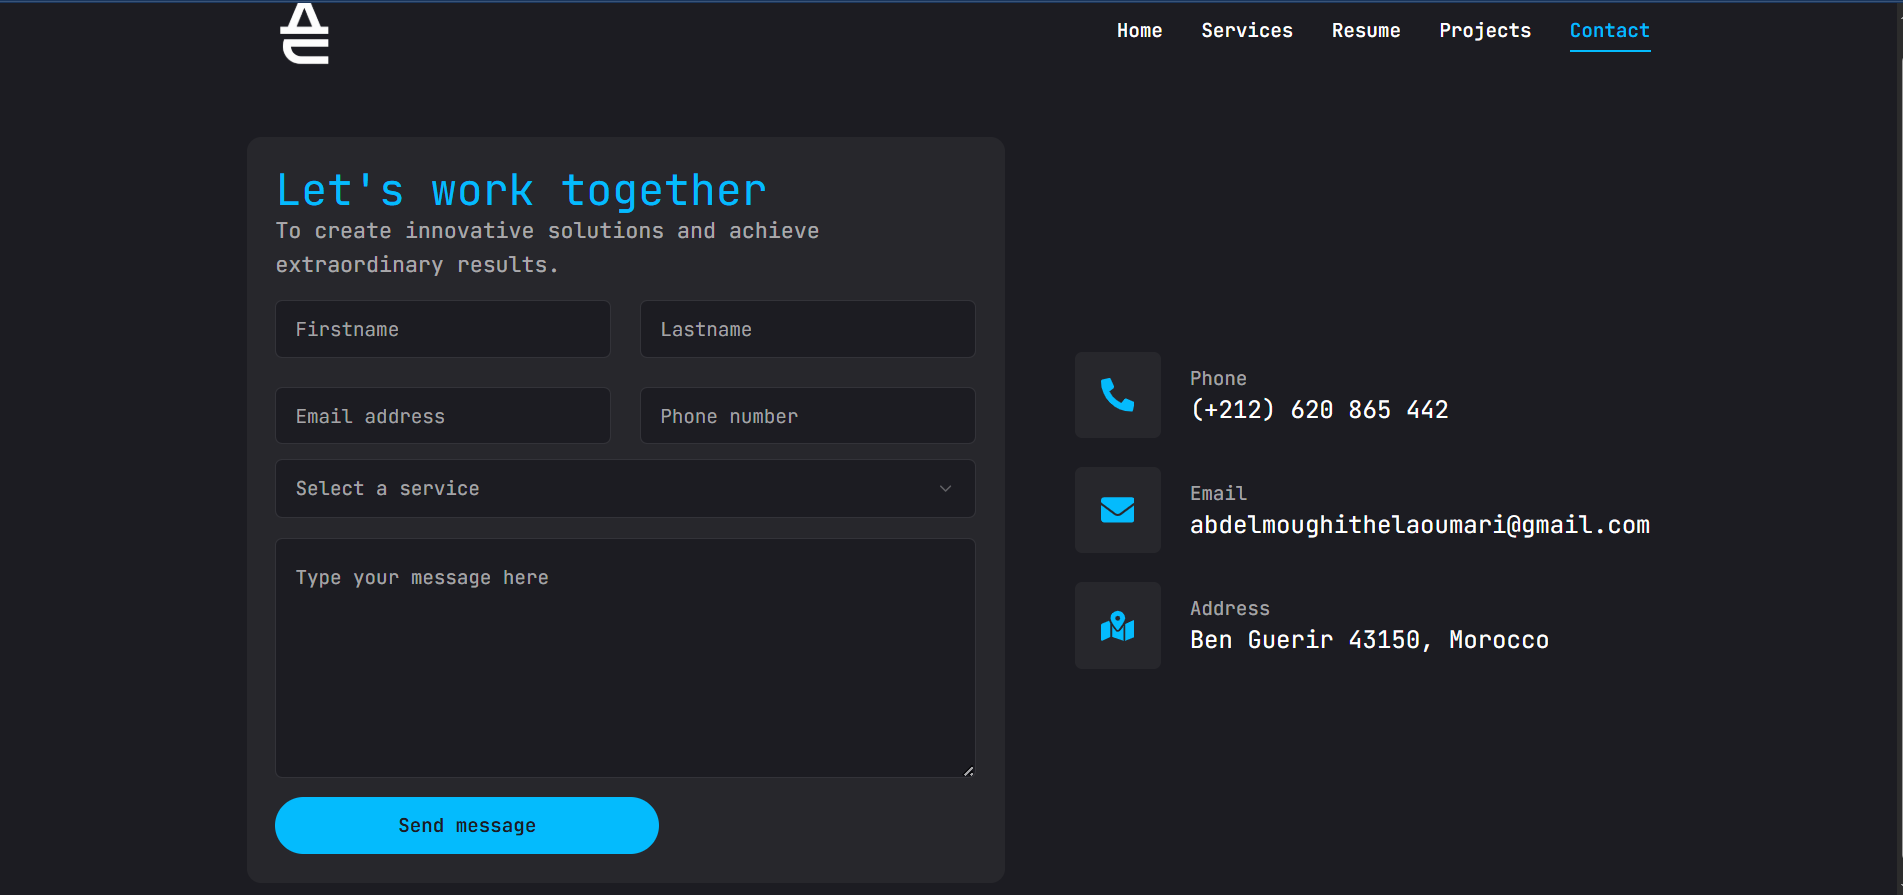 AE
Home Services Resume Projects Contact
Let's work together
To create innovative solutions and achieve
extraordinary results.
Firstname Lastname
Email address Phone number
Select a service
Type your message here
Send message
Phone
(+212) 620 865 442
Email
abdelmoughithelaoumari@gmail.com
Address
Ben Guerir 43150, Morocco